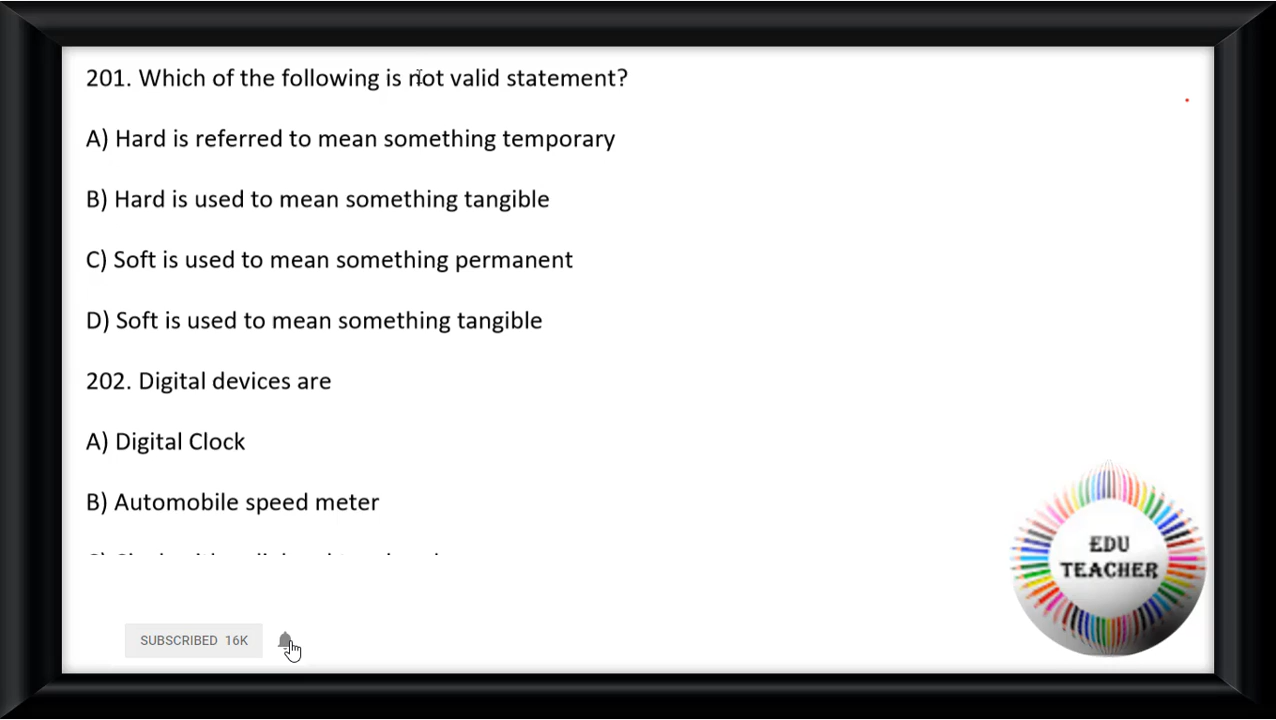 201. Which of the following is not valid statement?
A) Hard is referred to mean something temporary
B) Hard is used to mean something tangible
C) Soft is used to mean something permanent
D) Soft is used to mean something tangible
202. Digital devices are
A) Digital Clock
B) Automobile speed meter
EDU
TEACHER
SUBSCRIBED 16K